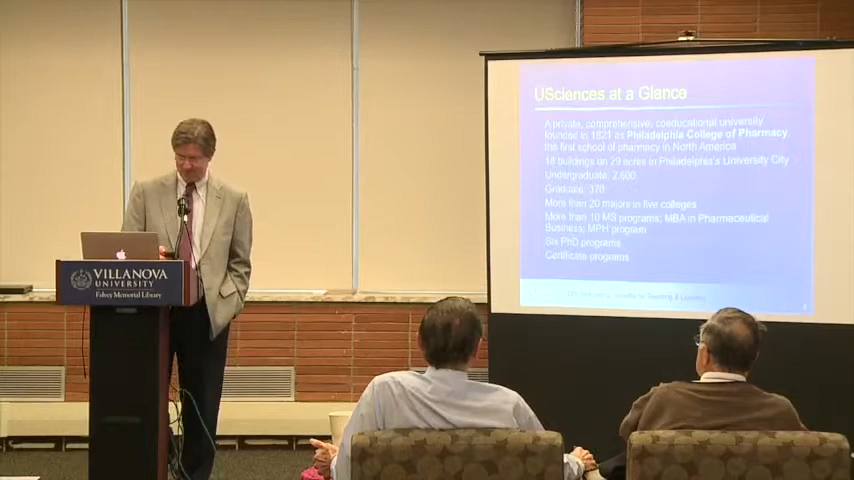 USciences at a Glance
A private, comprehensive, coeducational university
founded in 1821 as Philadelphia College of Pharmacy
the first school of pharmacy in North America
18 buildings on 29 acres in Philadelphia's University City
Undergraduate: 2,600
Graduate: 370
More than 20 majors in five colleges
More than 10 MS programs; MBA in Pharmaceutical
Business; MPH program
Six PhD programs
Certificate programs
Teaching & Learning
VILLANOVA
UNIVERSITY
Falvey Memorial Library